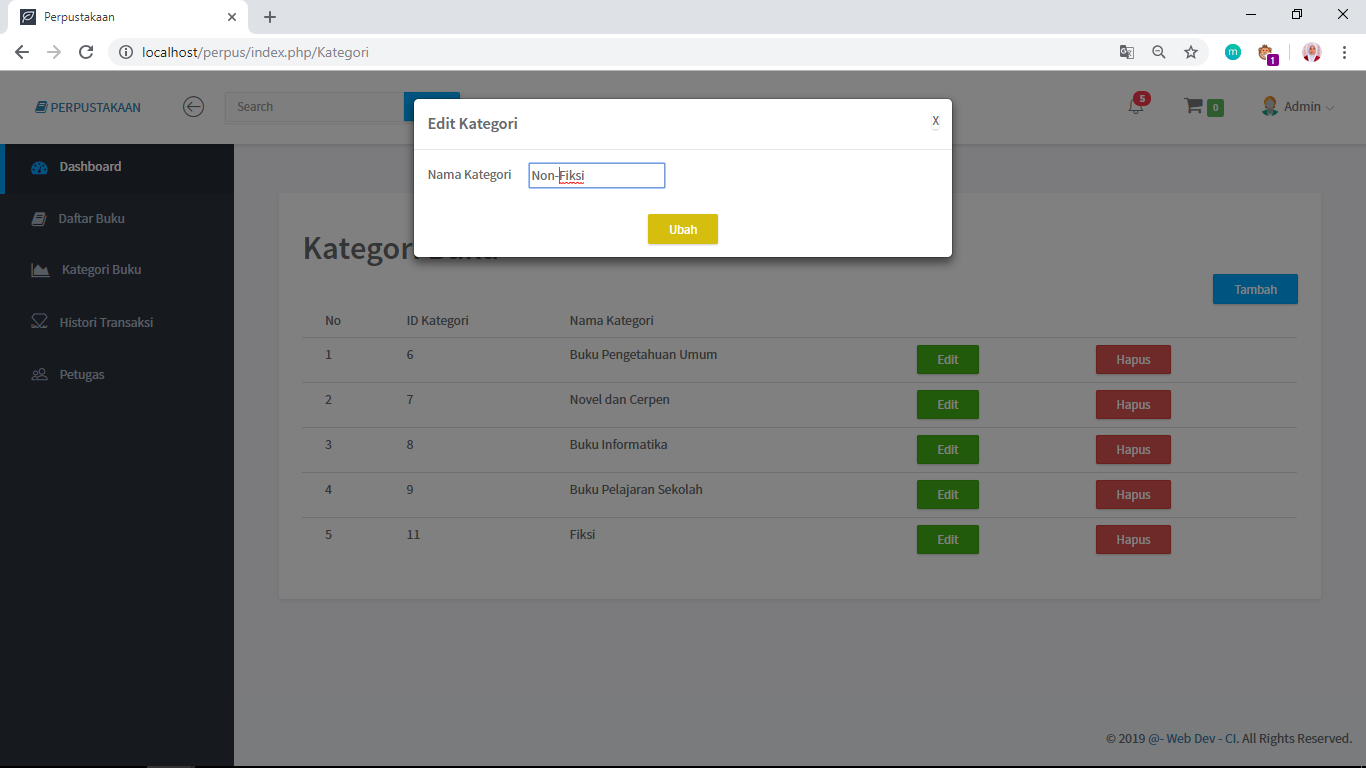 Perpustakaan
localhost/perpus/index.php/Kategori
m
1
PERPUSTAKAAN
Search
5
0
Admin
Edit Kategori
X
Nama Kategori
Non-Fiksi
Ubah
Dashboard
Daftar Buku
Kategori Buku
Histori Transaksi
Petugas
Kategori Buku
Tambah
No ID Kategori Nama Kategori
1 6 Buku Pengetahuan Umum Edit Hapus
2 7 Novel dan Cerpen Edit Hapus
3 8 Buku Informatika Edit Hapus
4 9 Buku Pelajaran Sekolah Edit Hapus
5 11 Fiksi Edit Hapus
© 2019 @- Web Dev - CI. All Rights Reserved.